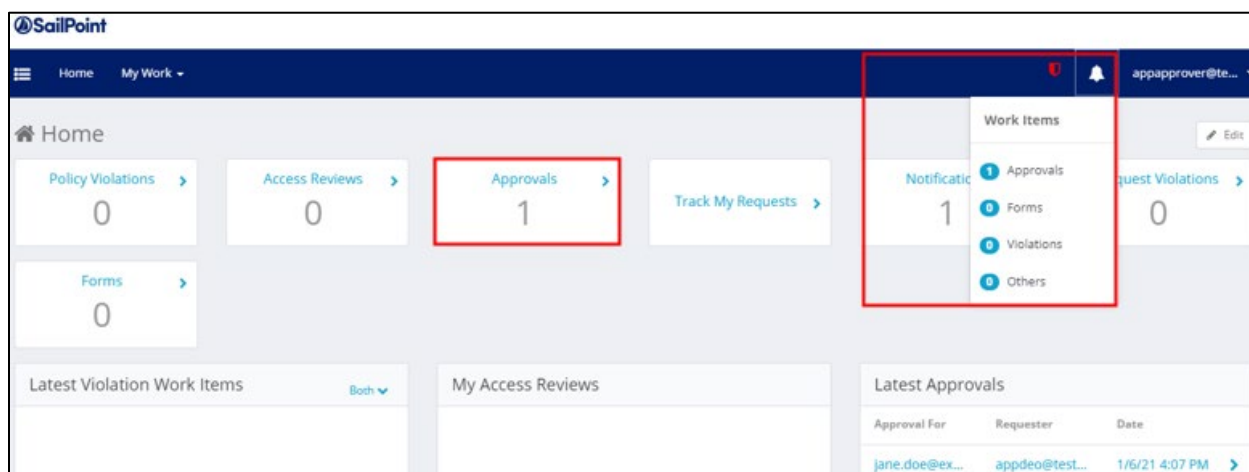 SailPoint
Home My Work appapprover@te...
Work Items
Home
Edit
Policy Violations
0
Access Reviews
0
Approvals
1
Track My Requests
Notificatio
1
quest Violations
0
1 Approvals
0 Forms
0 Violations
0 Others
Forms
0
Latest Violation Work Items Both
My Access Reviews
Latest Approvals
Approval For Requester Date
jane.doe@ex... appdeo@test... 1/6/21 4:07 PM